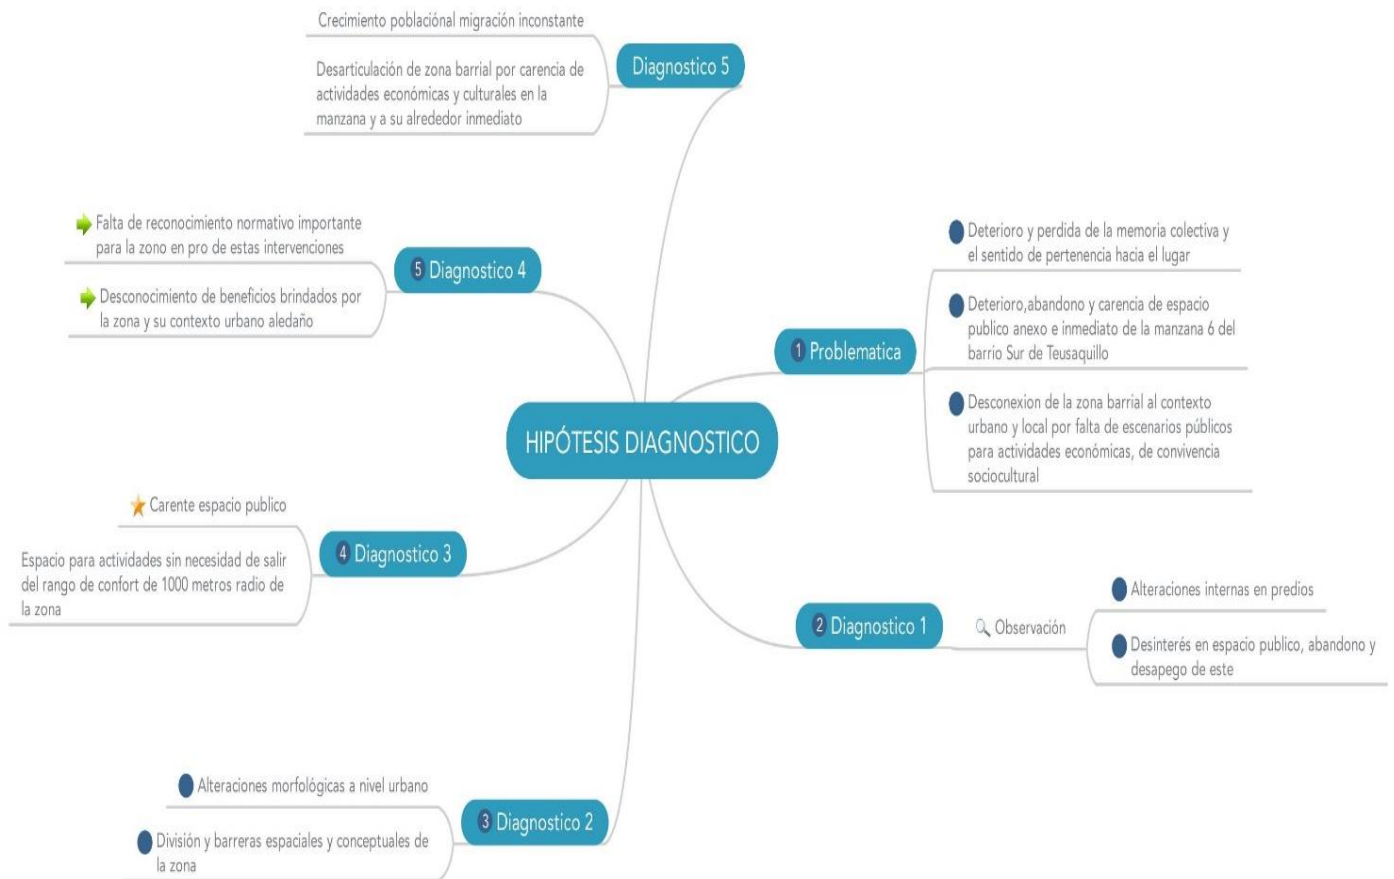 HIPÓTESIS DIAGNOSTICO
1 Problematica
Deterioro y perdida de la memoria colectiva y
el sentido de pertenencia hacia el lugar
Deterioro,abandono y carencia de espacio
publico anexo e inmediato de la manzana 6 del
barrio Sur de Teusaquillo
Desconexion de la zona barrial al contexto
urbano y local por falta de escenarios públicos
para actividades económicas, de convivencia
sociocultural
2 Diagnostico 1
Observación
Alteraciones internas en predios
Desinterés en espacio publico, abandono y
desapego de este
3 Diagnostico 2
Alteraciones morfológicas a nivel urbano
División y barreras espaciales y conceptuales de
la zona
4 Diagnostico 3
Carente espacio publico
Espacio para actividades sin necesidad de salir
del rango de confort de 1000 metros radio de
la zona
5 Diagnostico 4
Falta de reconocimiento normativo importante
para la zono en pro de estas intervenciones
Desconocimiento de beneficios brindados por
la zona y su contexto urbano aledaño
Diagnostico 5
Crecimiento poblaciónal migración inconstante
Desarticulación de zona barrial por carencia de
actividades económicas y culturales en la
manzana y a su alrededor inmediato